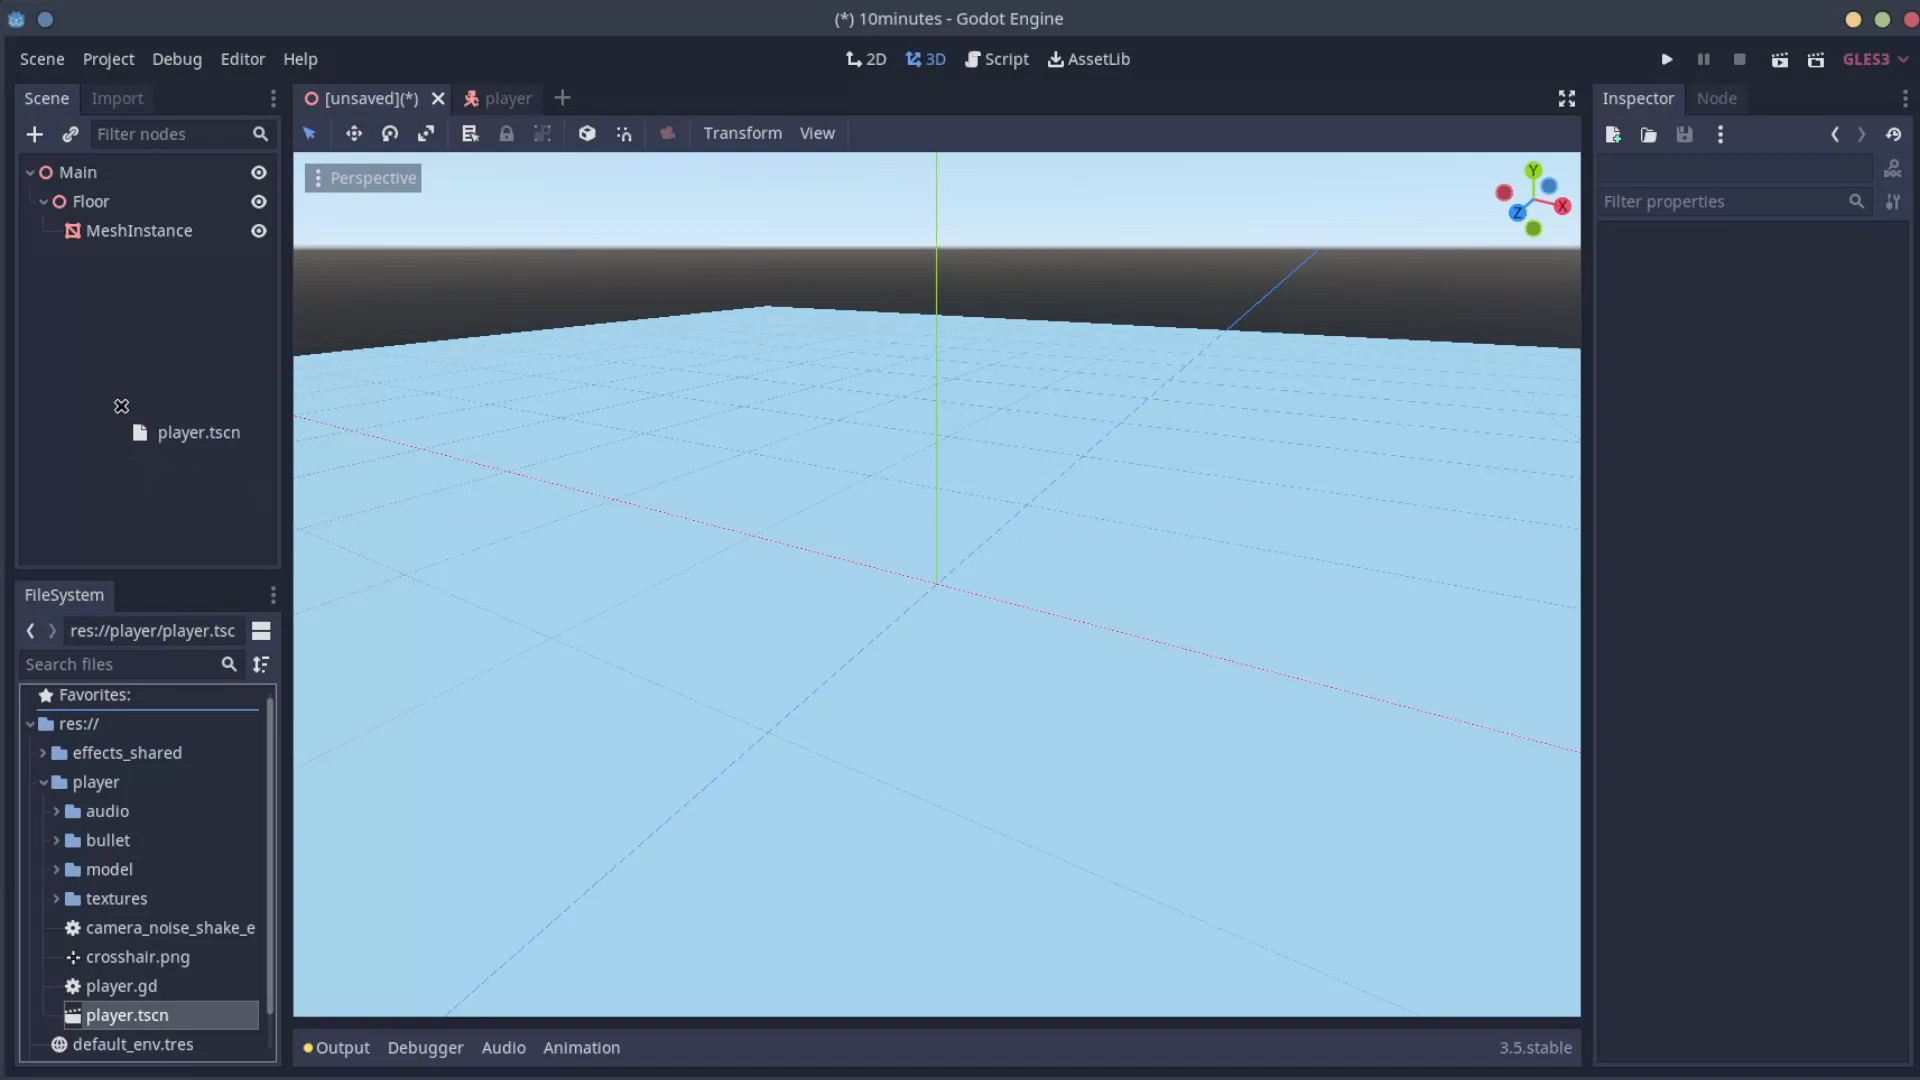 (*) 10minutes - Godot Engine
Scene Project Debug Editor Help
2D 3D Script AssetLib
GLES3
Scene Import
[unsaved](*) player
Inspector Node
Filter nodes
Transform View
Main
Floor
MeshInstance
Perspective
Y
X
Z
DOC
Filter properties
player.tscn
FileSystem
res://player/player.tsc
Search files
Favorites:
res://
effects_shared
player
audio
bullet
model
textures
camera_noise_shake_e
crosshair.png
player.gd
player.tscn
default_env.tres
Output Debugger Audio Animation
3.5.stable